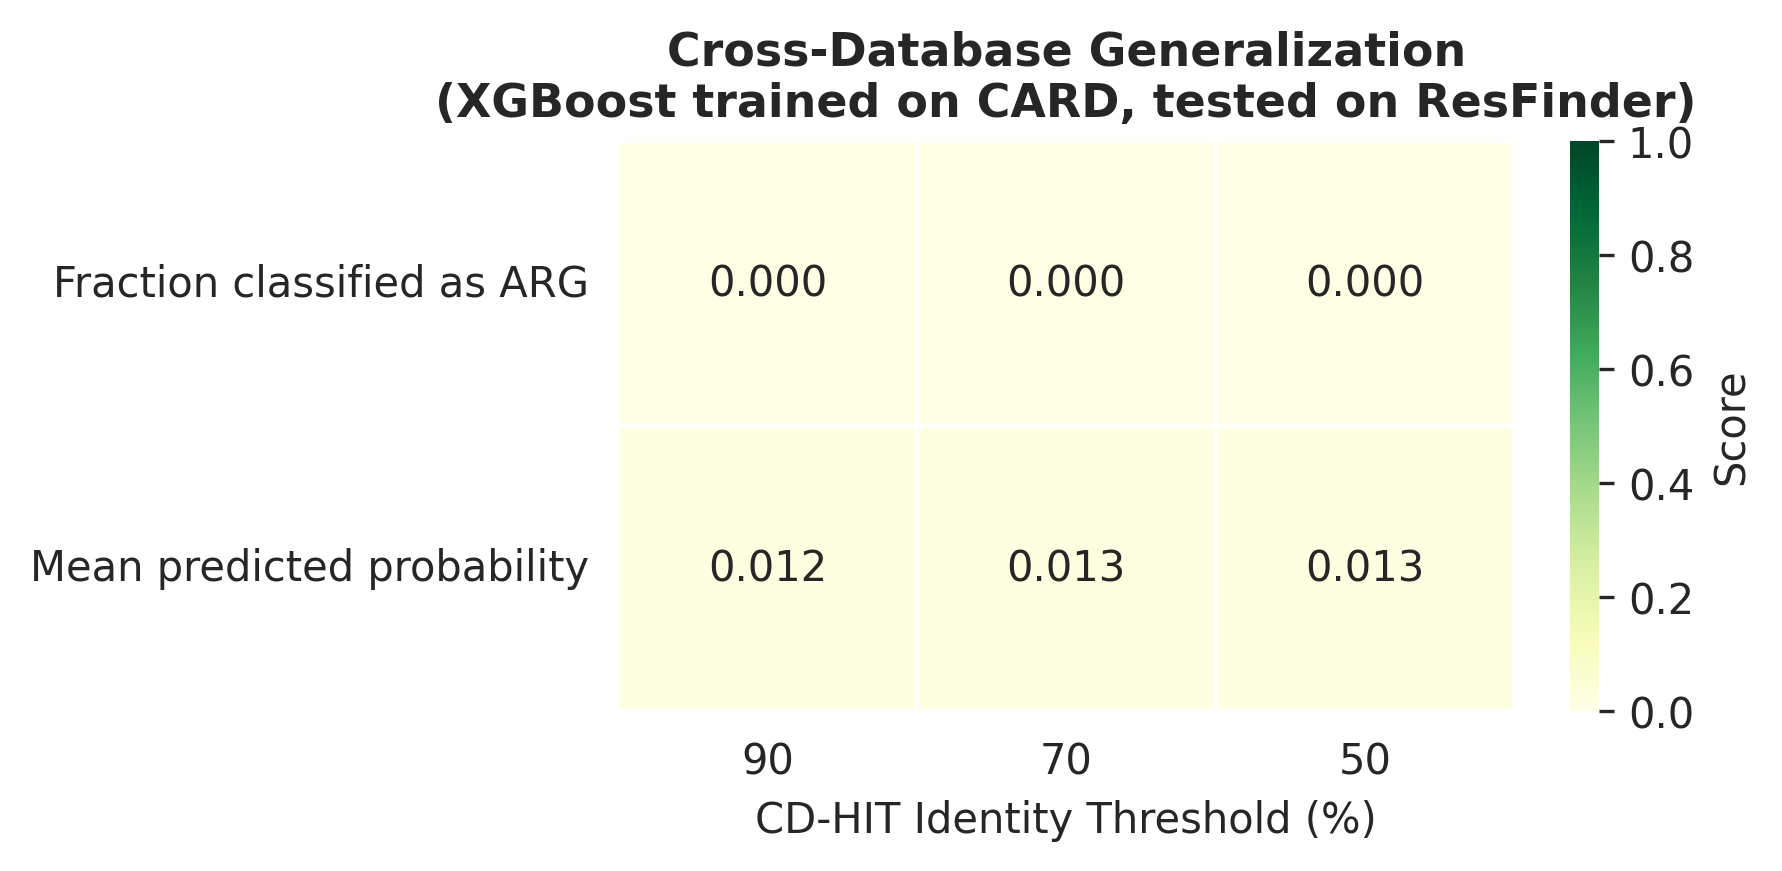 Cross-Database Generalization
(XGBoost trained on CARD, tested on ResFinder)
Fraction classified as ARG
0.000 0.000 0.000
Mean predicted probability
0.012 0.013 0.013
90 70 50
CD-HIT Identity Threshold (%)
1.0
0.8
0.6
0.4
0.2
0.0
Score